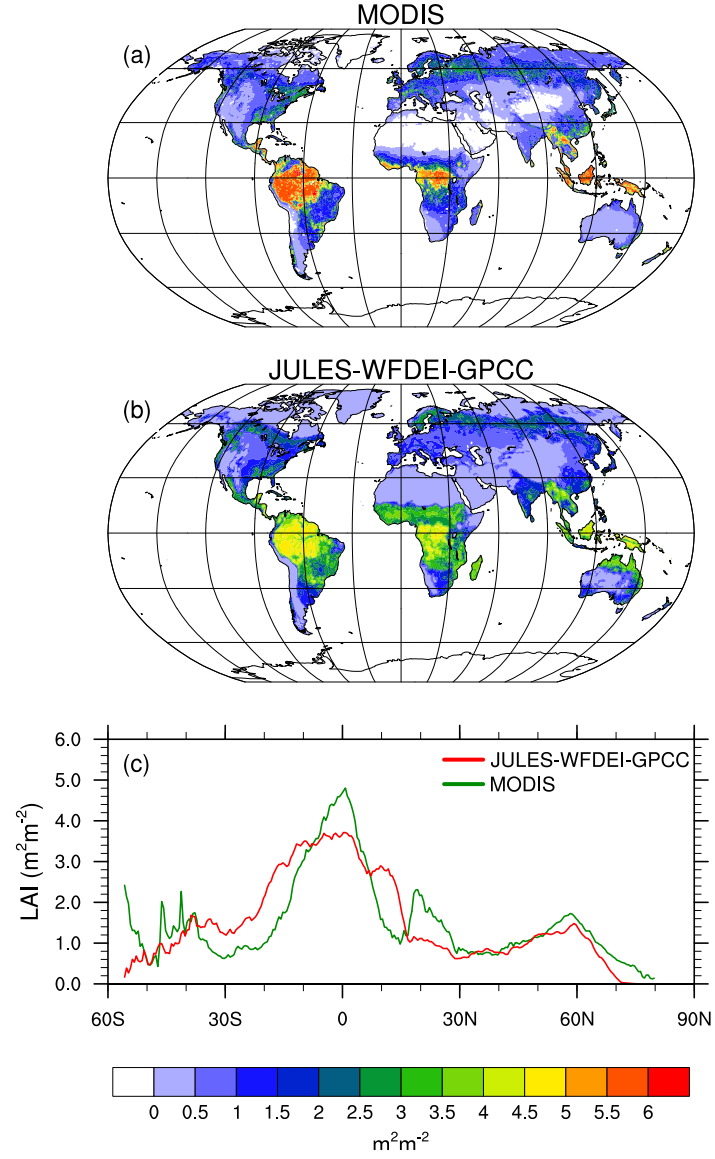 MODIS
(a)
JULES-WFDEI-GPCC
(b)
6.0
5.0
4.0
3.0
2.0
1.0
0.0
LAI (m²m⁻²)
(c)
JULES-WFDEI-GPCC
MODIS
60S 30S 0 30N 60N 90N
0 0.5 1 1.5 2 2.5 3 3.5 4 4.5 5 5.5 6
m²m⁻²